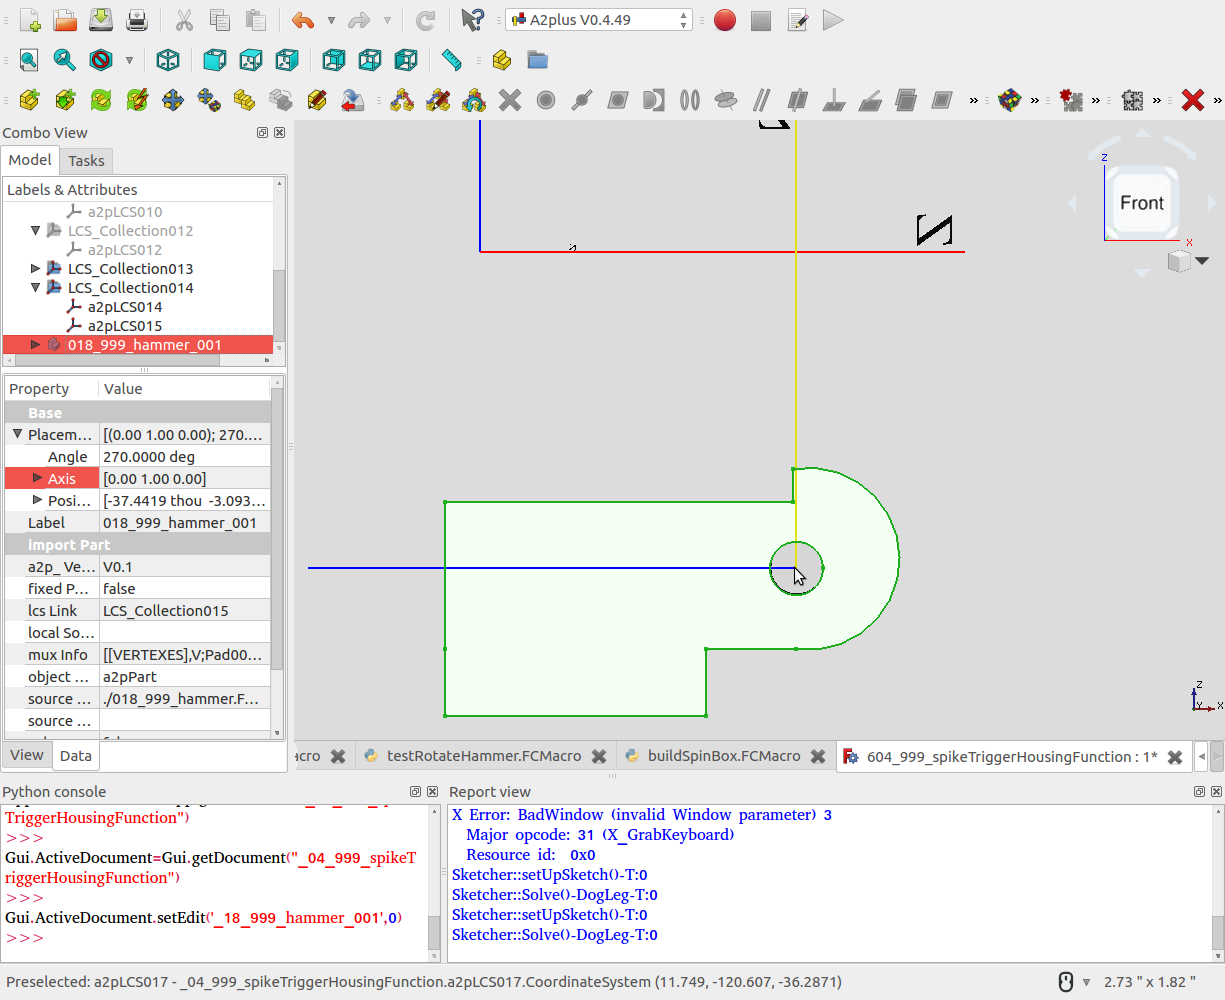 A2plus V0.4.49
Combo View
Model Tasks
Labels & Attributes
a2pLCS010
LCS_Collection012
a2pLCS012
LCS_Collection013
LCS_Collection014
a2pLCS014
a2pLCS015
018_999_hammer_001
Property Value
Base
Placem... [(0.00 1.00 0.00); 270....
Angle 270.0000 deg
Axis [0.00 1.00 0.00]
Posi... [-37.4419 thou -3.093...
Label 018_999_hammer_001
import Part
a2p_ Ve... V0.1
fixed P... false
lcs Link LCS_Collection015
local So...
mux Info [[VERTEXES],V;Pad00...
object ... a2pPart
source ... ./018_999_hammer.F...
source ...
View Data
Z
Front
X
Z
Y
X
acro testRotateHammer.FCMacro buildSpinBox.FCMacro 604_999_spikeTriggerHousingFunction : 1*
Python console
TriggerHousingFunction")
>>>
Gui.ActiveDocument=Gui.getDocument("_04_999_spikeT
riggerHousingFunction")
>>>
Gui.ActiveDocument.setEdit('_18_999_hammer_001',0)
>>>
Report view
X Error: BadWindow (invalid Window parameter) 3
Major opcode: 31 (X_GrabKeyboard)
Resource id: 0x0
Sketcher::setUpSketch()-T:0
Sketcher::Solve()-DogLeg-T:0
Sketcher::setUpSketch()-T:0
Sketcher::Solve()-DogLeg-T:0
Preselected: a2pLCS017 - _04_999_spikeTriggerHousingFunction.a2pLCS017.CoordinateSystem (11.749, -120.607, -36.2871)
2.73 " x 1.82 "